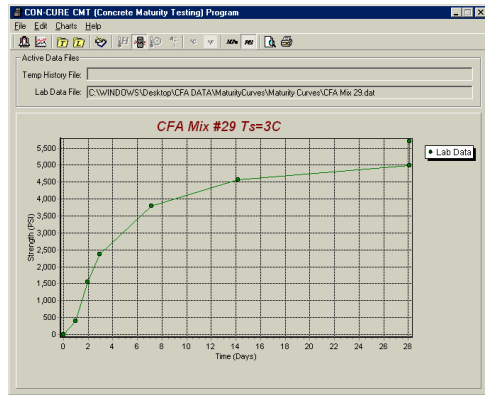 CON-CURE CMT (Concrete Maturity Testing) Program
File Edit Charts Help
°C °F MPa PSI
Active Data Files
Temp History File:
Lab Data File: C:\WINDOWS\Desktop\CFA DATA\MaturityCurves\Maturity Curves\CFA Mix 29.dat
CFA Mix #29 Ts=3C
Lab Data
Strength (PSI)
5,500
5,000
4,500
4,000
3,500
3,000
2,500
2,000
1,500
1,000
500
0
0 2 4 6 8 10 12 14 16 18 20 22 24 26 28
Time (Days)